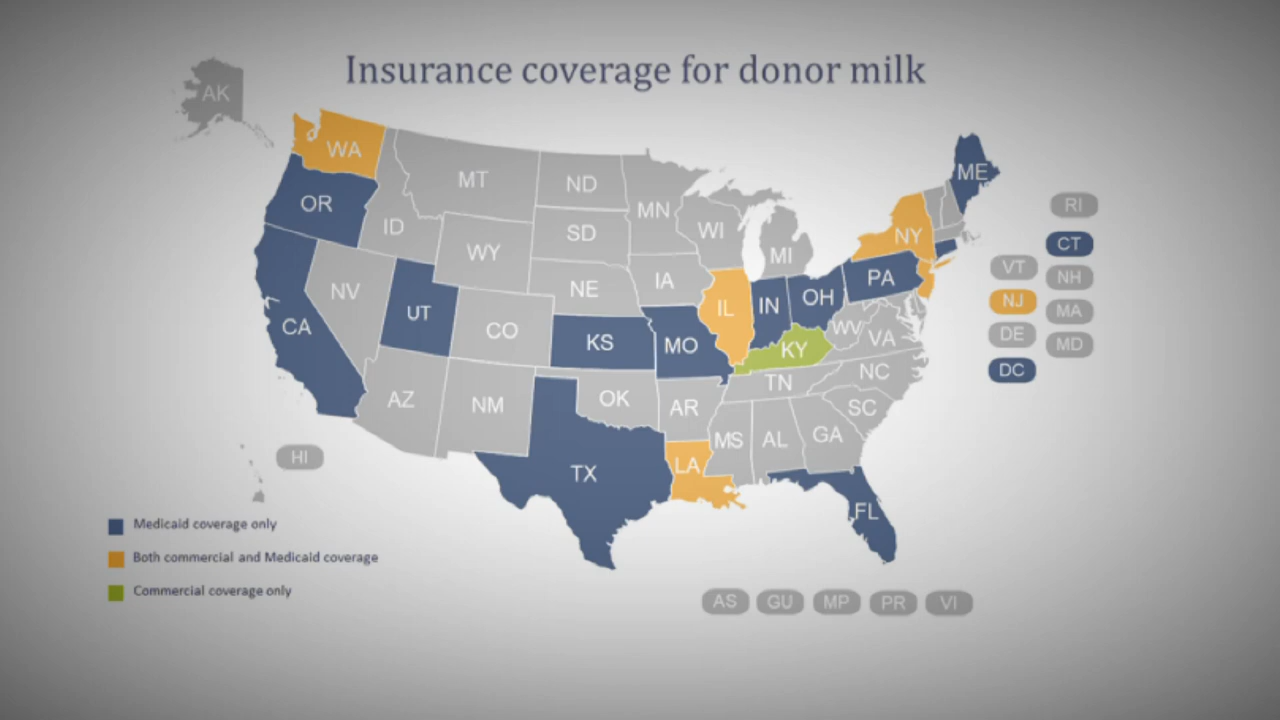 Insurance coverage for donor milk
AK
WA
MT
ND
MN
ME
OR
ID
SD
WI
NY
RI
WY
MI
CT
NV
NE
IA
PA
VT
NH
UT
IL
IN
OH
NJ
MA
CA
CO
KS
MO
KY
WV
VA
DE
MD
AZ
NM
OK
AR
TN
NC
DC
MS
AL
GA
SC
HI
TX
LA
FL
Medicaid coverage only
Both commercial and Medicaid coverage
Commercial coverage only
AS GU MP PR VI